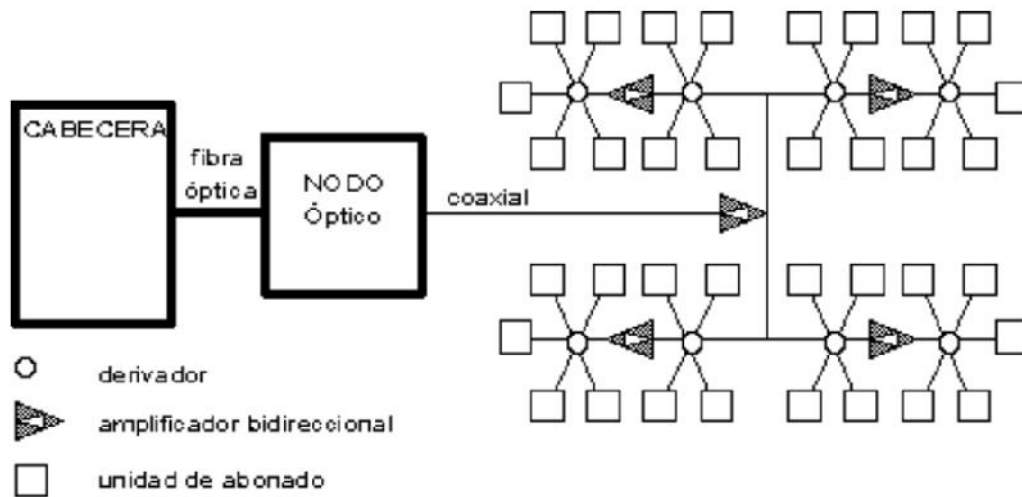 CABECERA
fibra
óptica
NODO
Óptico
coaxial
derivador
amplificador bidireccional
unidad de abonado